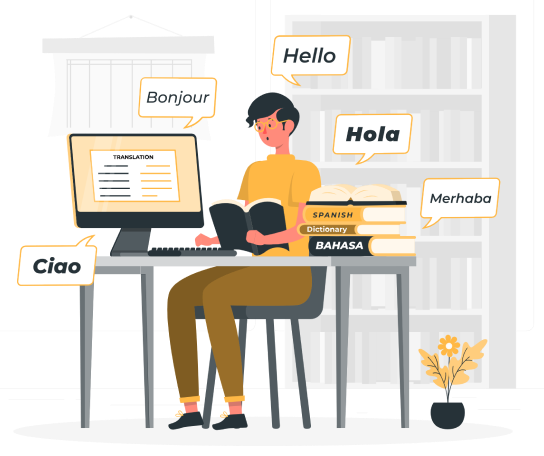 Hello
Bonjour
Hola
TRANSLATION
Merhaba
SPANISH
Dictionary
BAHASA
Ciao